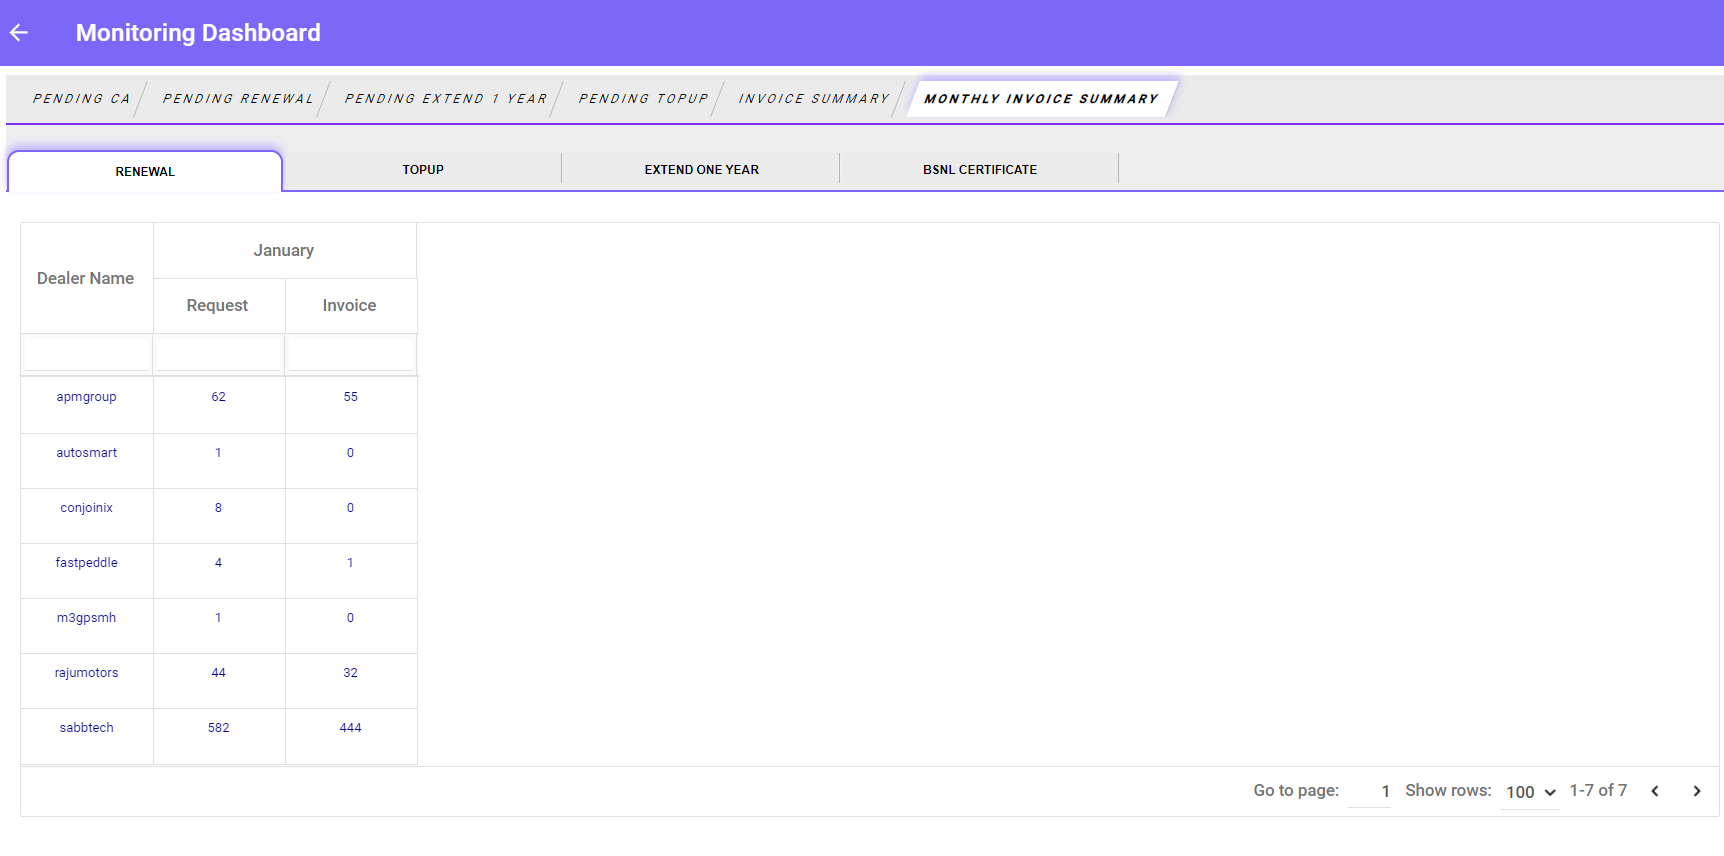 Monitoring Dashboard
PENDING CA PENDING RENEWAL PENDING EXTEND 1 YEAR PENDING TOPUP INVOICE SUMMARY MONTHLY INVOICE SUMMARY
RENEWAL TOPUP EXTEND ONE YEAR BSNL CERTIFICATE
January
Dealer Name
Request Invoice
apmgroup 62 55
autosmart 1 0
conjoinix 8 0
fastpeddle 4 1
m3gpsmh 1 0
rajumotors 44 32
sabbtech 582 444
Go to page: 1 Show rows: 100 1-7 of 7